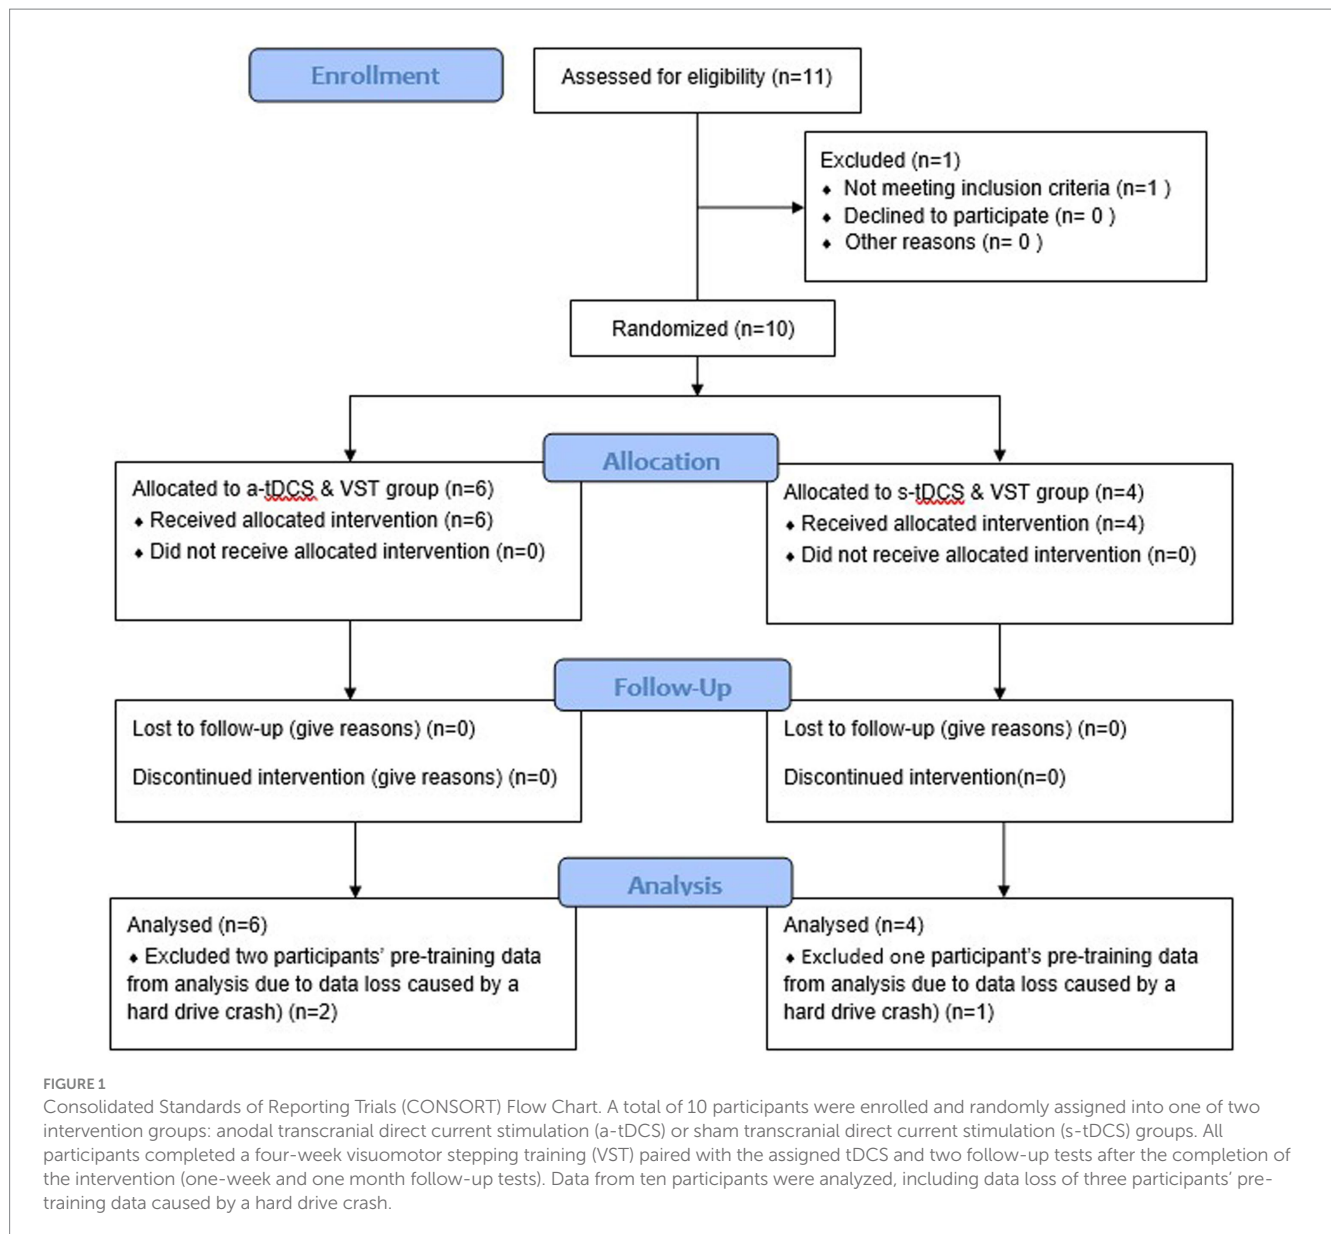 Enrollment
Assessed for eligibility (n=11)
Excluded (n=1)
♦ Not meeting inclusion criteria (n=1 )
♦ Declined to participate (n= 0 )
♦ Other reasons (n= 0 )
Randomized (n=10)
Allocation
Allocated to a-tDCS & VST group (n=6)
♦ Received allocated intervention (n=6)
♦ Did not receive allocated intervention (n=0)
Allocated to s-tDCS & VST group (n=4)
♦ Received allocated intervention (n=4)
♦ Did not receive allocated intervention (n=0)
Follow-Up
Lost to follow-up (give reasons) (n=0)
Discontinued intervention (give reasons) (n=0)
Lost to follow-up (give reasons) (n=0)
Discontinued intervention(n=0)
Analysis
Analysed (n=6)
♦ Excluded two participants’ pre-training data
from analysis due to data loss caused by a
hard drive crash) (n=2)
Analysed (n=4)
♦ Excluded one participant’s pre-training data
from analysis due to data loss caused by a
hard drive crash) (n=1)
FIGURE 1
Consolidated Standards of Reporting Trials (CONSORT) Flow Chart. A total of 10 participants were enrolled and randomly assigned into one of two
intervention groups: anodal transcranial direct current stimulation (a-tDCS) or sham transcranial direct current stimulation (s-tDCS) groups. All
participants completed a four-week visuomotor stepping training (VST) paired with the assigned tDCS and two follow-up tests after the completion of
the intervention (one-week and one month follow-up tests). Data from ten participants were analyzed, including data loss of three participants’ pre-
training data caused by a hard drive crash.